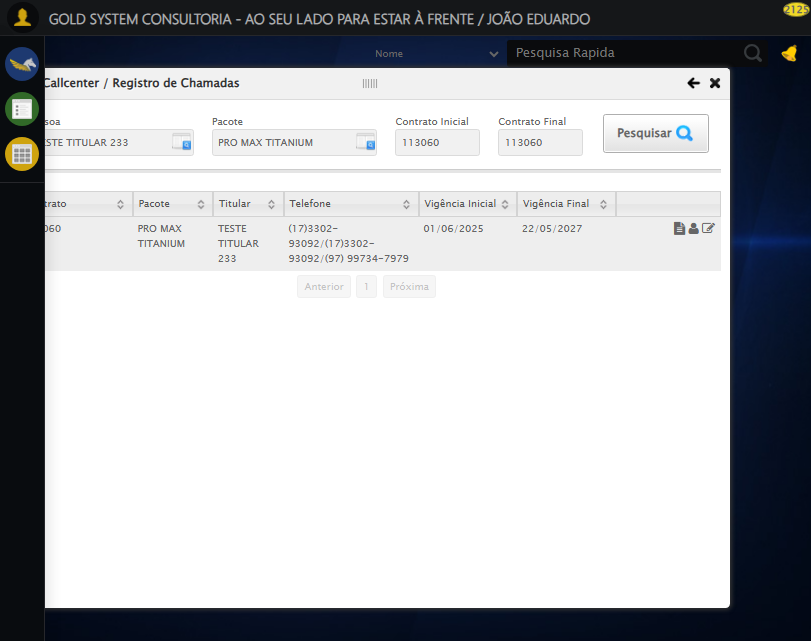 GOLD SYSTEM CONSULTORIA - AO SEU LADO PARA ESTAR À FRENTE / JOÃO EDUARDO
2125
Nome
Pesquisa Rapida
Callcenter / Registro de Chamadas
soa
Pacote
Contrato Inicial
Contrato Final
STE TITULAR 233
PRO MAX TITANIUM
113060
113060
Pesquisar
trato
Pacote
Titular
Telefone
Vigência Inicial
Vigência Final
060
PRO MAX
TITANIUM
TESTE
TITULAR
233
(17)3302-
93092/(17)3302-
93092/(97) 99734-7979
01/06/2025
22/05/2027
Anterior
1
Próxima